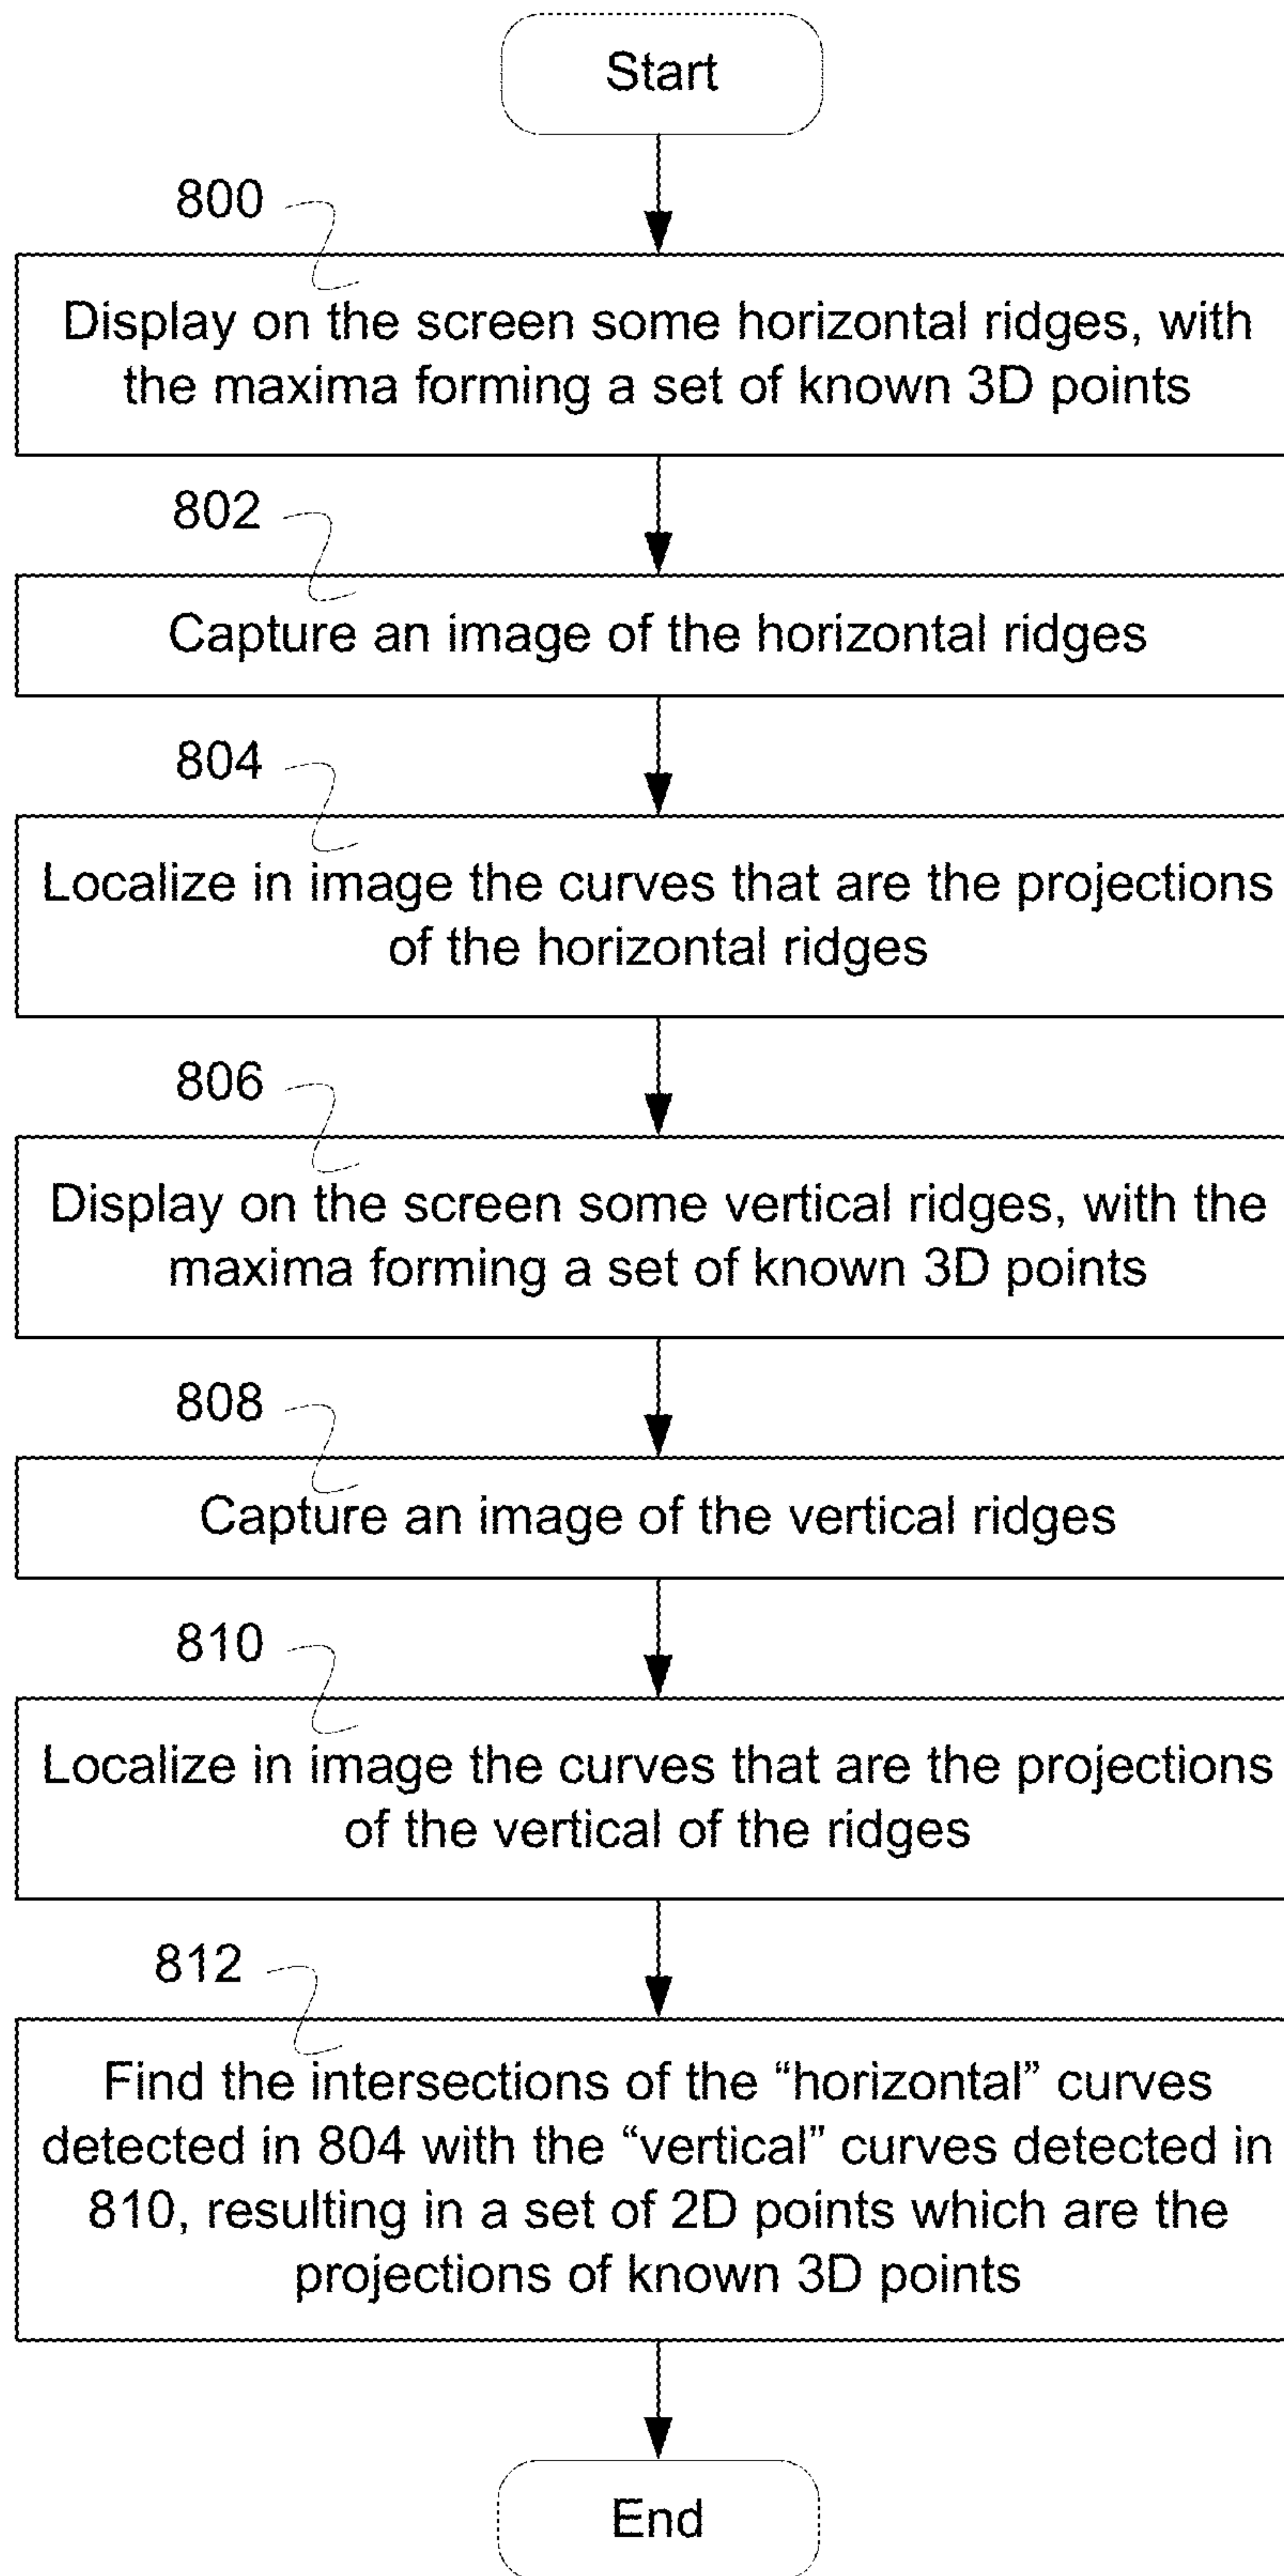 Start
800
Display on the screen some horizontal ridges, with
the maxima forming a set of known 3D points
802
Capture an image of the horizontal ridges
804
Localize in image the curves that are the projections
of the horizontal ridges
806
Display on the screen some vertical ridges, with the
maxima forming a set of known 3D points
808
Capture an image of the vertical ridges
810
Localize in image the curves that are the projections
of the vertical of the ridges
812
Find the intersections of the “horizontal” curves
detected in 804 with the “vertical” curves detected in
810, resulting in a set of 2D points which are the
projections of known 3D points
End